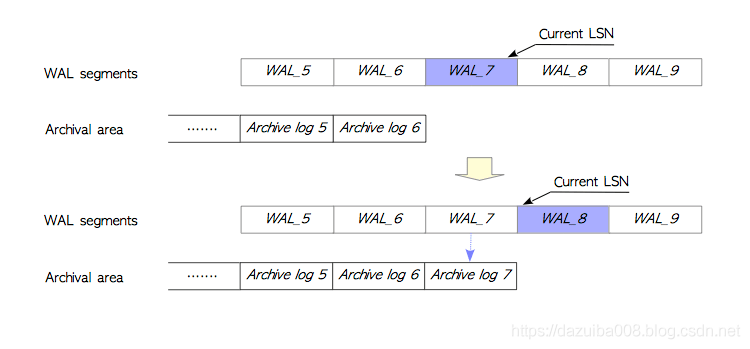 Current LSN
WAL segments WAL_5 WAL_6 WAL_7 WAL_8 WAL_9
Archival area ....... Archive log 5 Archive log 6
Current LSN
WAL segments WAL_5 WAL_6 WAL_7 WAL_8 WAL_9
Archival area ....... Archive log 5 Archive log 6 Archive log 7
https://dazuiba008.blog.csdn.net